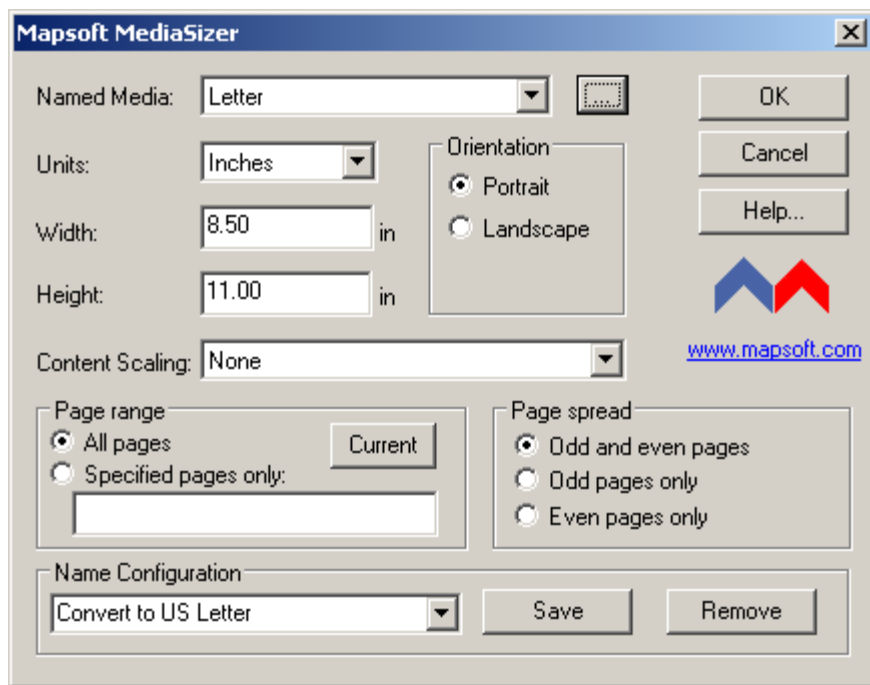 Mapsoft MediaSizer
Named Media: Letter ... OK
Units: Inches Orientation Cancel
Portrait
Width: 8.50 in Landscape Help...
Height: 11.00 in
Content Scaling: None www.mapsoft.com
Page range Page spread
All pages Current Odd and even pages
Specified pages only: Odd pages only
Even pages only
Name Configuration
Convert to US Letter Save Remove